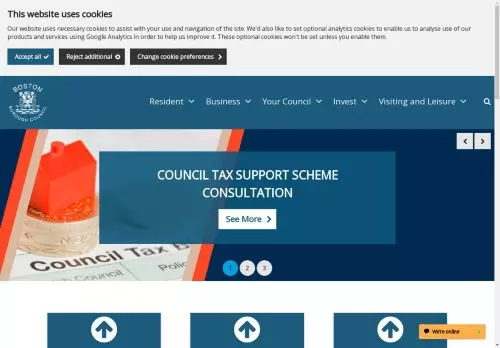 This website uses cookies
Our website uses necessary cookies to assist with your use and navigation of the site. We'd also like to set optional analytics cookies to enable us to analyse use of our
products and services using Google Analytics in order to help us improve it. These optional cookies won't be set unless you enable them.
Accept all
Reject additional
Change cookie preferences
BOSTON
BOROUGH COUNCIL
Resident
Business
Your Council
Invest
Visiting and Leisure
COUNCIL TAX SUPPORT SCHEME
CONSULTATION
See More
Council Tax B
Council
Polic
1 2 3
We're online